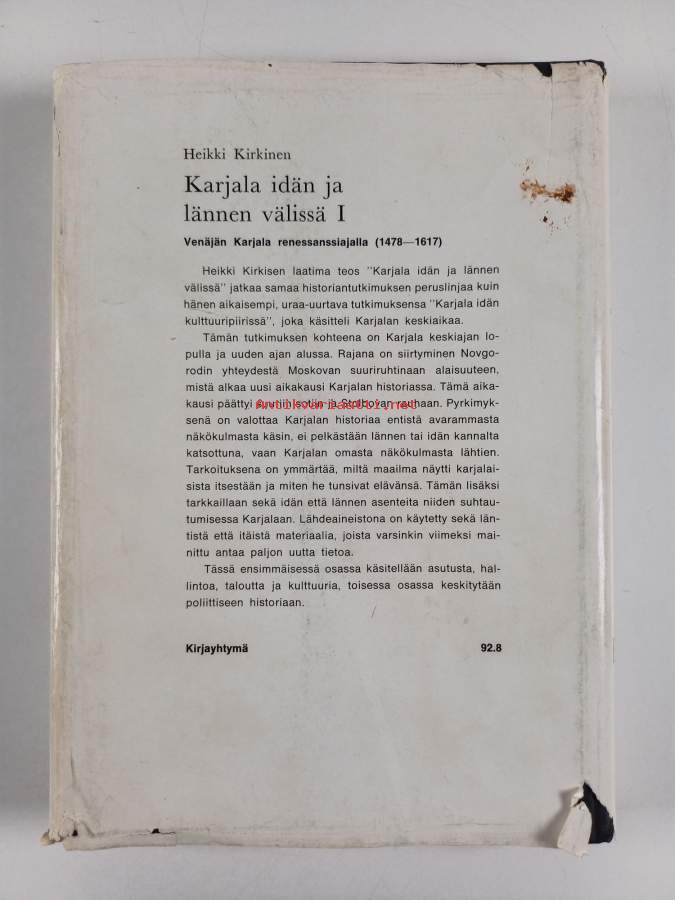 Heikki Kirkinen
Karjala idän ja
lännen välissä I
Venäjän Karjala renessanssiajalla (1478—1617)
Heikki Kirkisen laatima teos "Karjala idän ja lännen
välissä" jatkaa samaa historiantutkimuksen peruslinjaa kuin
hänen aikaisempi, uraa-uurtava tutkimuksensa "Karjala idän
kulttuuripiirissä", joka käsitteli Karjalan keskiaikaa.
Tämän tutkimuksen kohteena on Karjala keskiajan lo-
pulla ja uuden ajan alussa. Rajana on siirtyminen Novgo-
rodin yhteydestä Moskovan suuriruhtinaan alaisuuteen,
mistä alkaa uusi aikakausi Karjalan historiassa. Tämä aika-
kausi päättyi suuriin sotiin ja Stolbovan rauhaan. Pyrkimyk-
Antikvariaattori.net
senä on valottaa Karjalan historiaa entistä avarammasta
näkökulmasta käsin, ei pelkästään lännen tai idän kannalta
katsottuna, vaan Karjalan omasta näkökulmasta lähtien.
Tarkoituksena on ymmärtää, miltä maailma näytti karjalai-
sista itsestään ja miten he tunsivat elävänsä. Tämän lisäksi
tarkkaillaan sekä idän että lännen asenteita niiden suhtau-
tumisessa Karjalaan. Lähdeaineistona on käytetty sekä län-
tistä että itäistä materiaalia, joista varsinkin viimeksi mai-
nittu antaa paljon uutta tietoa.
Tässä ensimmäisessä osassa käsitellään asutusta, hal-
lintoa, taloutta ja kulttuuria, toisessa osassa keskitytään
poliittiseen historiaan.
Kirjayhtymä 92.8